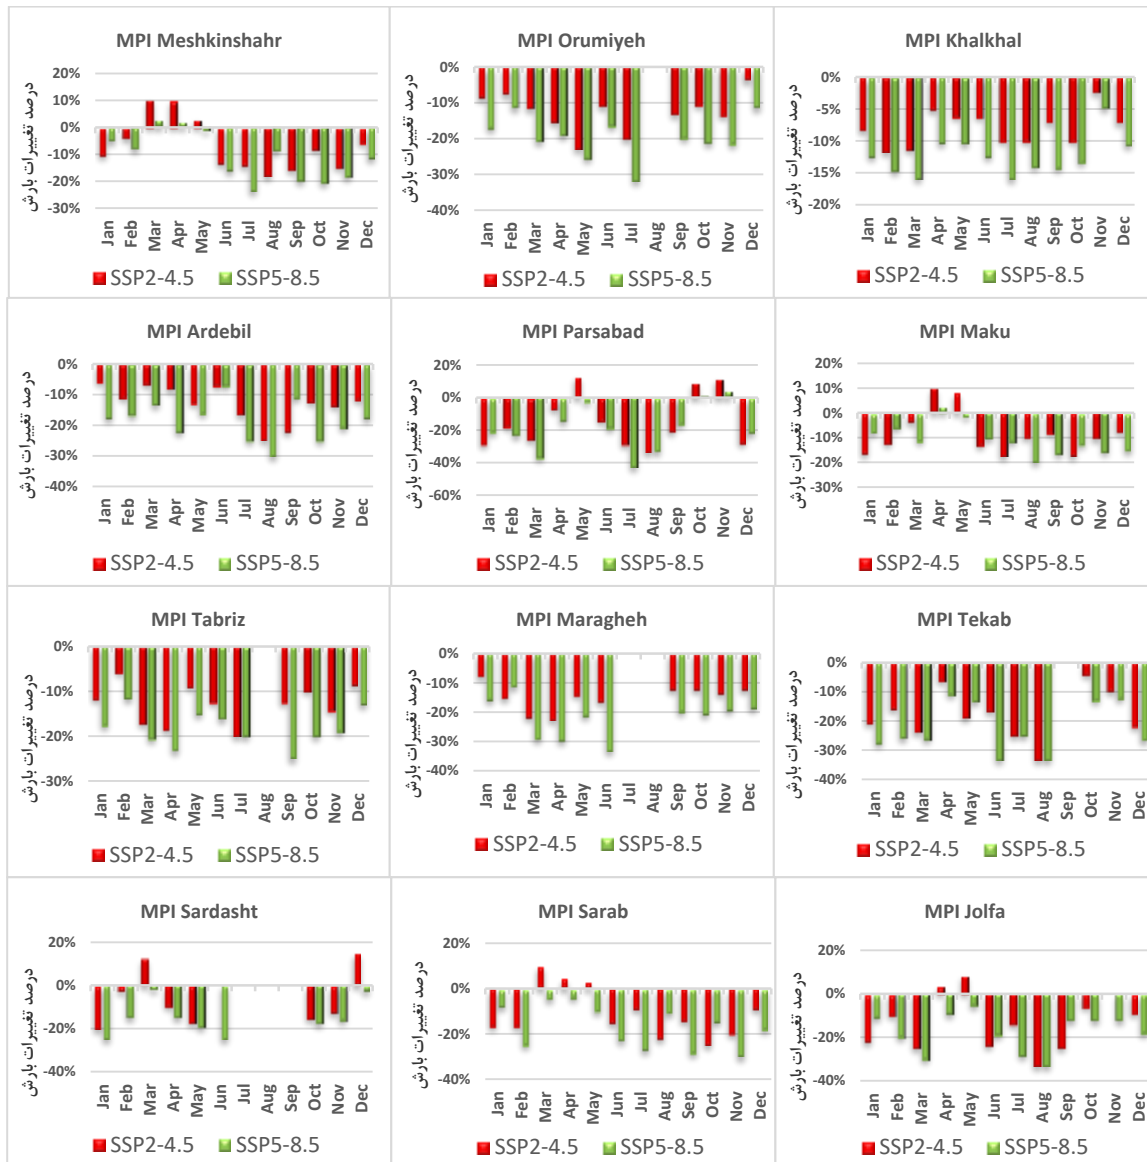 MPI Meshkinshahr
درصد تغییرات بارش
20%
10%
0%
-10%
-20%
-30%
Jan Feb Mar Apr May Jun Jul Aug Sep Oct Nov Dec
SSP2-4.5 SSP5-8.5
MPI Orumiyeh
درصد تغییرات بارش
0%
-10%
-20%
-30%
-40%
Jan Feb Mar Apr May Jun Jul Aug Sep Oct Nov Dec
SSP2-4.5 SSP5-8.5
MPI Khalkhal
درصد تغییرات بارش
0%
-5%
-10%
-15%
-20%
Jan Feb Mar Apr May Jun Jul Aug Sep Oct Nov Dec
SSP2-4.5 SSP5-8.5
MPI Ardebil
درصد تغییرات بارش
0%
-10%
-20%
-30%
-40%
Jan Feb Mar Apr May Jun Jul Aug Sep Oct Nov Dec
SSP2-4.5 SSP5-8.5
MPI Parsabad
درصد تغییرات بارش
20%
0%
-20%
-40%
-60%
Jan Feb Mar Apr May Jun Jul Aug Sep Oct Nov Dec
SSP2-4.5 SSP5-8.5
MPI Maku
درصد تغییرات بارش
20%
10%
0%
-10%
-20%
-30%
Jan Feb Mar Apr May Jun Jul Aug Sep Oct Nov Dec
SSP2-4.5 SSP5-8.5
MPI Tabriz
درصد تغییرات بارش
0%
-10%
-20%
-30%
Jan Feb Mar Apr May Jun Jul Aug Sep Oct Nov Dec
SSP2-4.5 SSP5-8.5
MPI Maragheh
درصد تغییرات بارش
0%
-10%
-20%
-30%
-40%
Jan Feb Mar Apr May Jun Jul Aug Sep Oct Nov Dec
SSP2-4.5 SSP5-8.5
MPI Tekab
درصد تغییرات بارش
0%
-10%
-20%
-30%
-40%
Jan Feb Mar Apr May Jun Jul Aug Sep Oct Nov Dec
SSP2-4.5 SSP5-8.5
MPI Sardasht
درصد تغییرات بارش
20%
0%
-20%
-40%
Jan Feb Mar Apr May Jun Jul Aug Sep Oct Nov Dec
SSP2-4.5 SSP5-8.5
MPI Sarab
درصد تغییرات بارش
20%
0%
-20%
-40%
Jan Feb Mar Apr May Jun Jul Aug Sep Oct Nov Dec
SSP2-4.5 SSP5-8.5
MPI Jolfa
درصد تغییرات بارش
20%
0%
-20%
-40%
Jan Feb Mar Apr May Jun Jul Aug Sep Oct Nov Dec
SSP2-4.5 SSP5-8.5